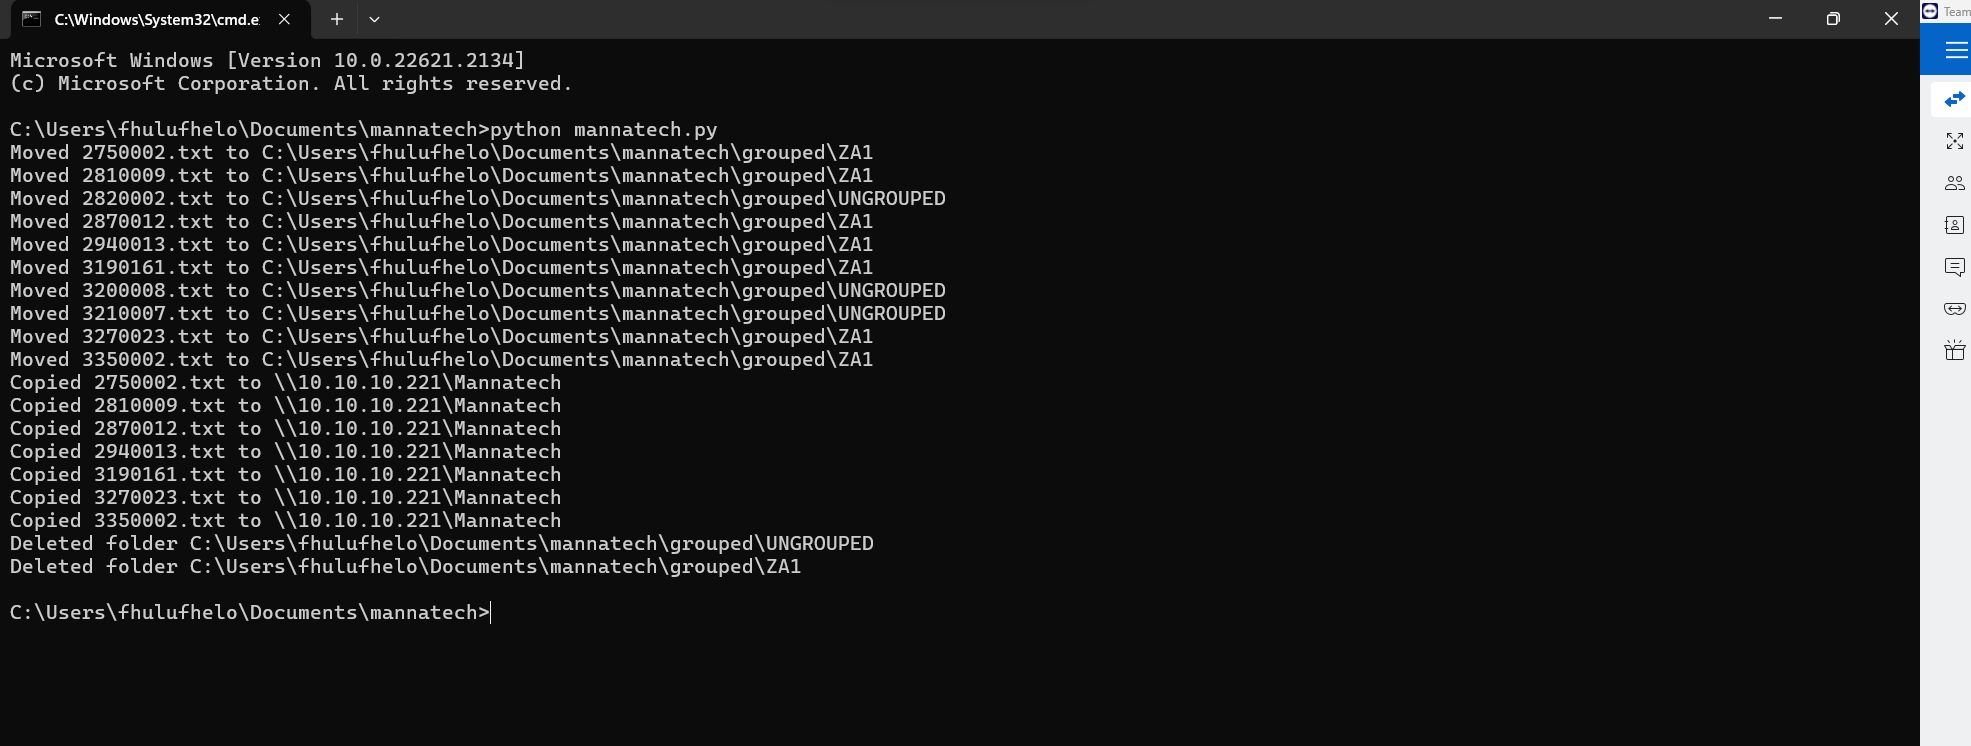 C:\Windows\System32\cmd.e
Team
Microsoft Windows [Version 10.0.22621.2134]
(c) Microsoft Corporation. All rights reserved.
C:\Users\fhulufhelo\Documents\mannatech>python mannatech.py
Moved 2750002.txt to C:\Users\fhulufhelo\Documents\mannatech\grouped\ZA1
Moved 2810009.txt to C:\Users\fhulufhelo\Documents\mannatech\grouped\ZA1
Moved 2820002.txt to C:\Users\fhulufhelo\Documents\mannatech\grouped\UNGROUPED
Moved 2870012.txt to C:\Users\fhulufhelo\Documents\mannatech\grouped\ZA1
Moved 2940013.txt to C:\Users\fhulufhelo\Documents\mannatech\grouped\ZA1
Moved 3190161.txt to C:\Users\fhulufhelo\Documents\mannatech\grouped\ZA1
Moved 3200008.txt to C:\Users\fhulufhelo\Documents\mannatech\grouped\UNGROUPED
Moved 3210007.txt to C:\Users\fhulufhelo\Documents\mannatech\grouped\UNGROUPED
Moved 3270023.txt to C:\Users\fhulufhelo\Documents\mannatech\grouped\ZA1
Moved 3350002.txt to C:\Users\fhulufhelo\Documents\mannatech\grouped\ZA1
Copied 2750002.txt to \\10.10.10.221\Mannatech
Copied 2810009.txt to \\10.10.10.221\Mannatech
Copied 2870012.txt to \\10.10.10.221\Mannatech
Copied 2940013.txt to \\10.10.10.221\Mannatech
Copied 3190161.txt to \\10.10.10.221\Mannatech
Copied 3270023.txt to \\10.10.10.221\Mannatech
Copied 3350002.txt to \\10.10.10.221\Mannatech
Deleted folder C:\Users\fhulufhelo\Documents\mannatech\grouped\UNGROUPED
Deleted folder C:\Users\fhulufhelo\Documents\mannatech\grouped\ZA1
C:\Users\fhulufhelo\Documents\mannatech>